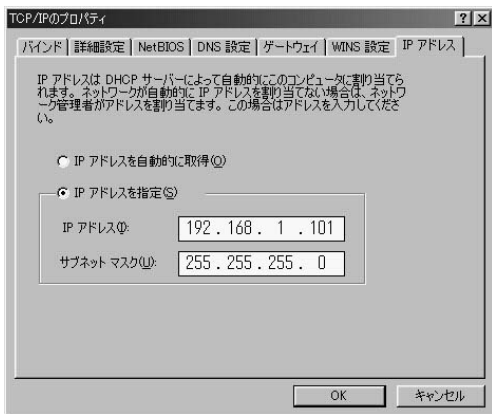 TCP/IPのプロパティ
バインド 詳細設定 NetBIOS DNS 設定 ゲートウェイ WINS 設定 IP アドレス
IP アドレスは DHCP サーバーによって自動的にこのコンピュータに割り当てら
れます。ネットワークが自動的に IP アドレスを割り当てない場合は、ネットワ
ーク管理者がアドレスを割り当てます。この場合はアドレスを入力してくださ
い。
IP アドレスを自動的に取得(O)
IP アドレスを指定(S)
IP アドレス(I): 192.168.1.101
サブネット マスク(U): 255.255.255.0
OK キャンセル